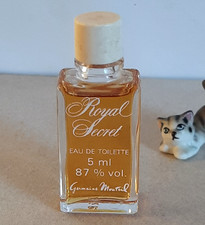 Royal
Secret
EAU DE TOILETTE
5 ml
87 % vol.
Germaine Monteil